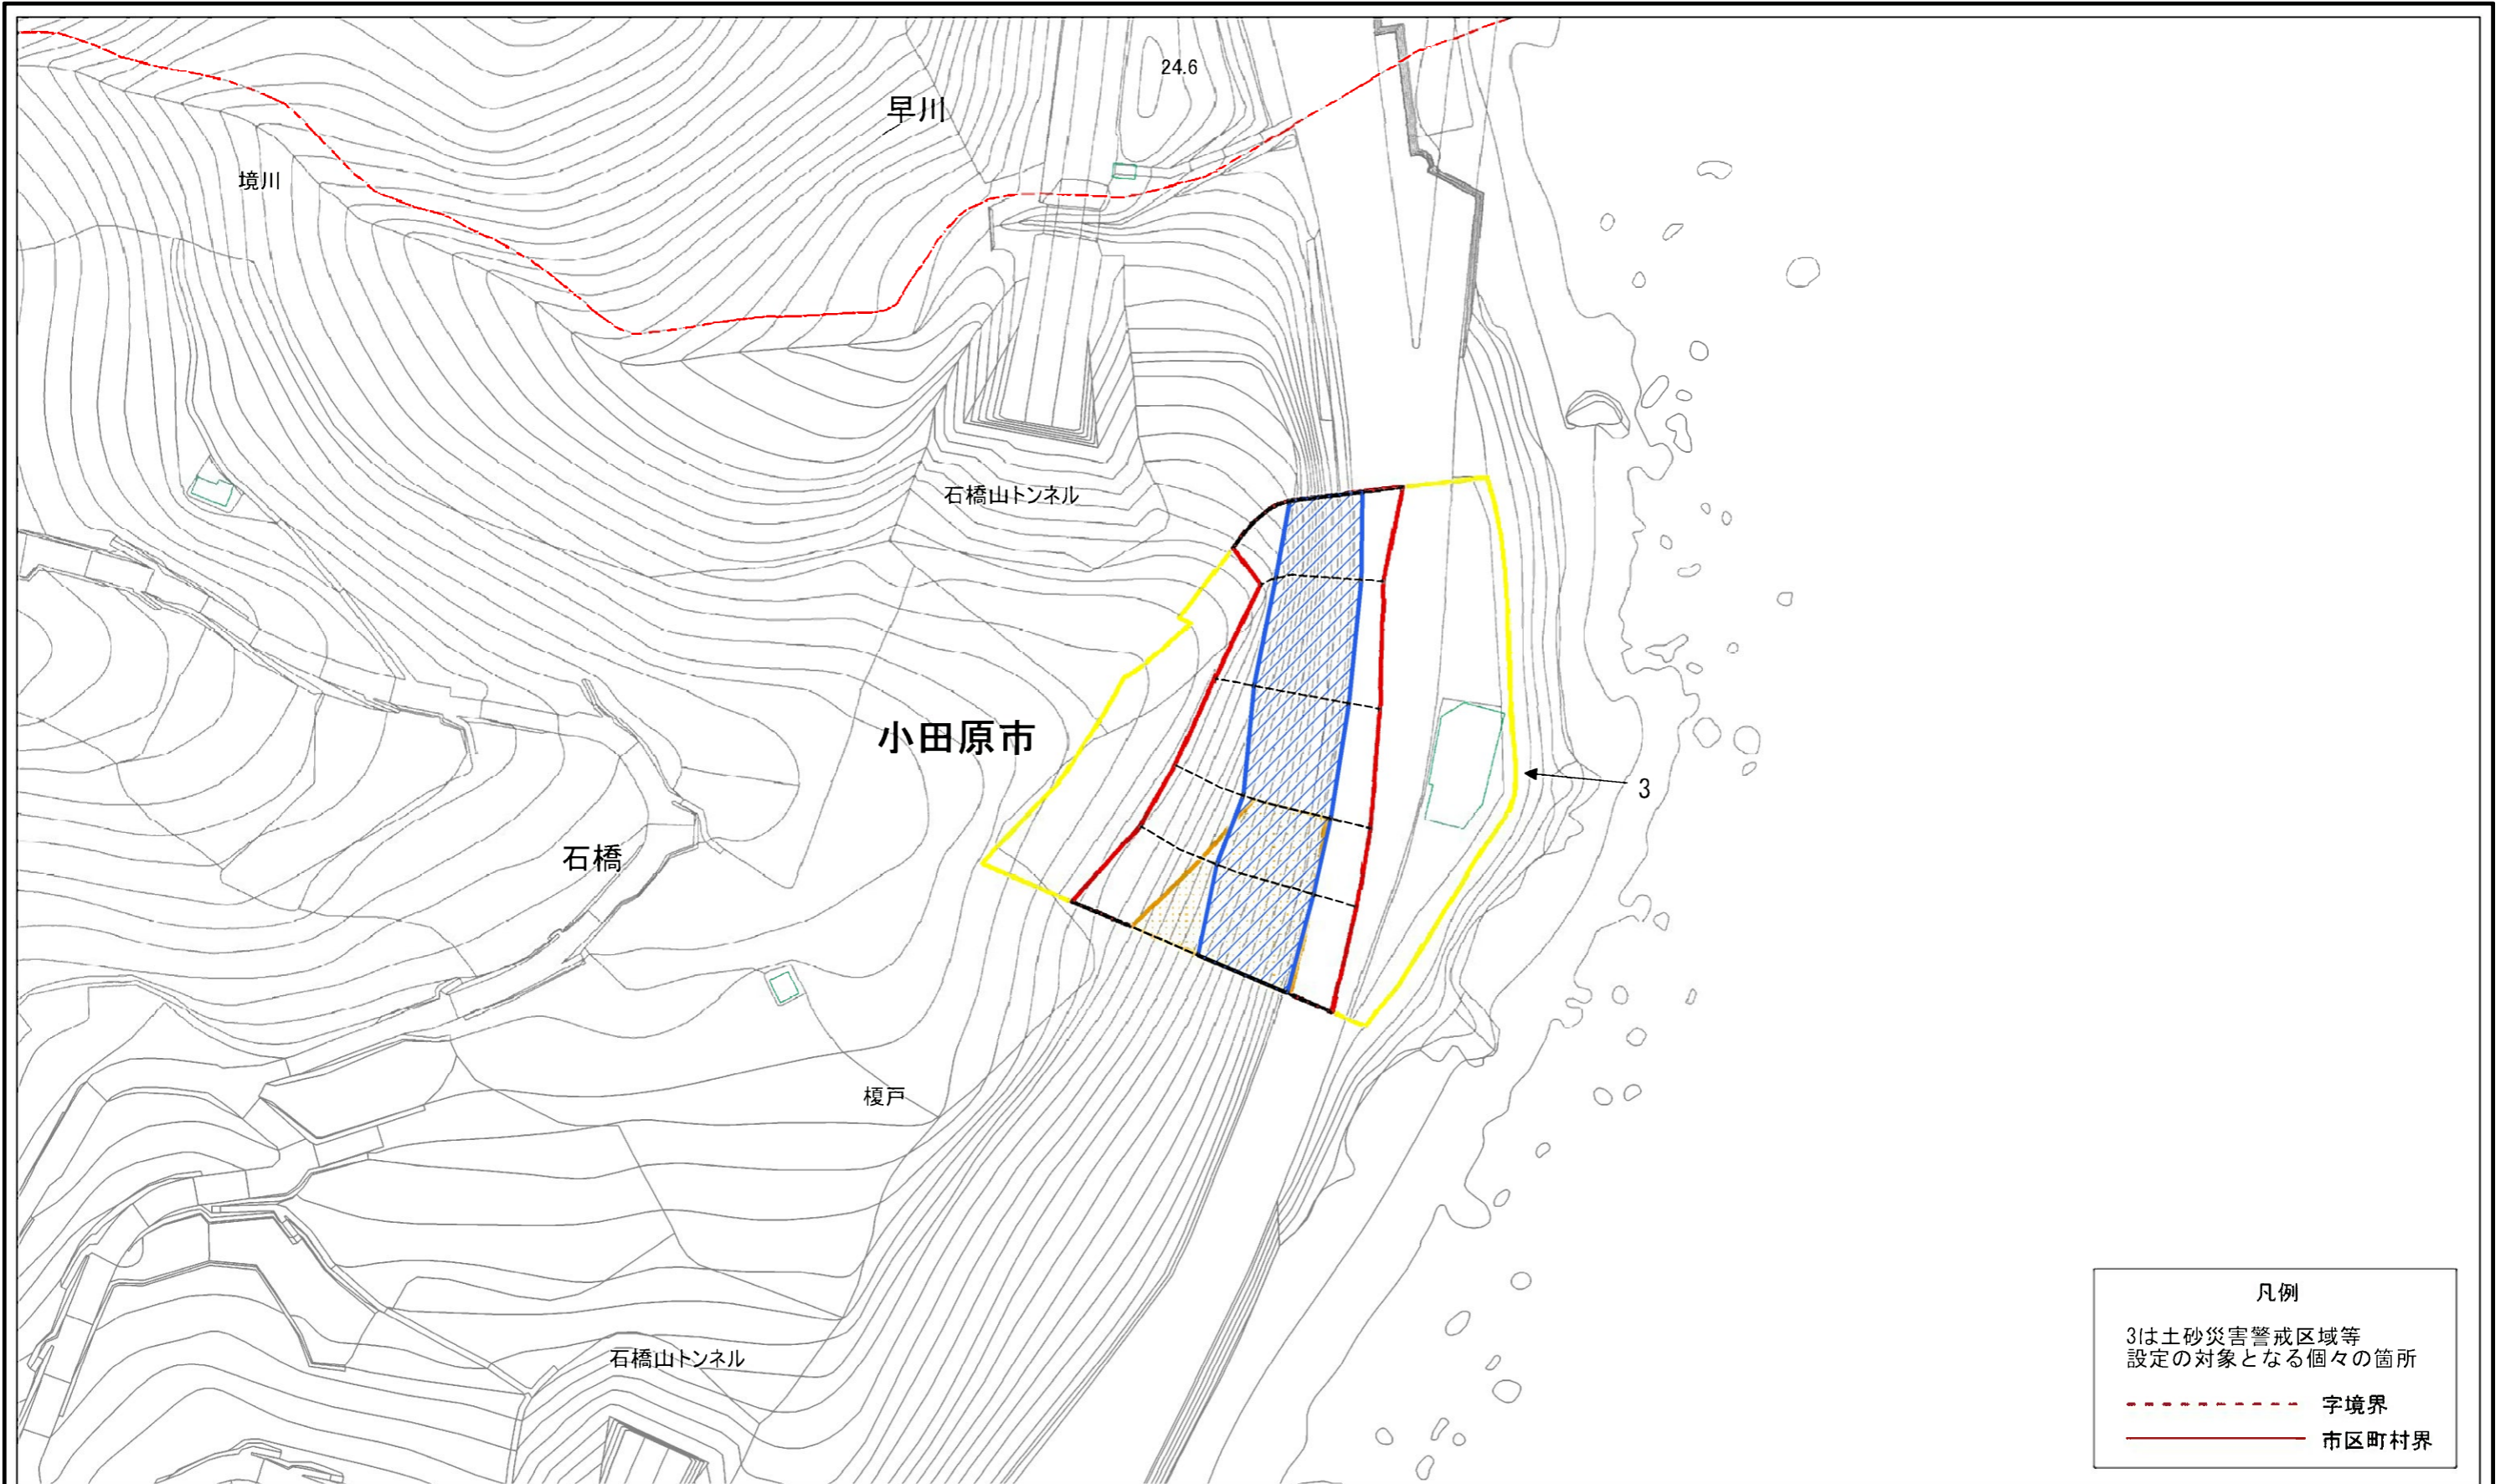 24.6
早川
境川
石橋山トンネル
小田原市
3
石橋
榎戸
石橋山トンネル
凡例
3は土砂災害警戒区域等
設定の対象となる個々の箇所
字境界
市区町村界